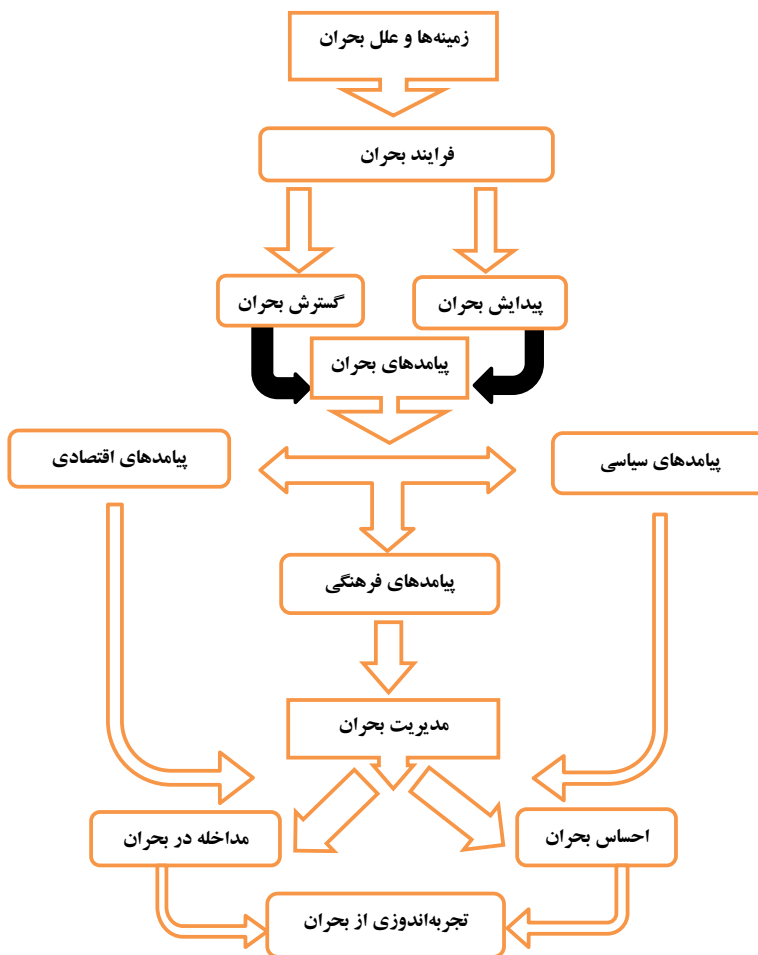 زمینه‌ها و علل بحران
فرایند بحران
پیدایش بحران
گسترش بحران
پیامدهای بحران
پیامدهای سیاسی
پیامدهای اقتصادی
پیامدهای فرهنگی
مدیریت بحران
احساس بحران
مداخله در بحران
تجربه‌اندوزی از بحران